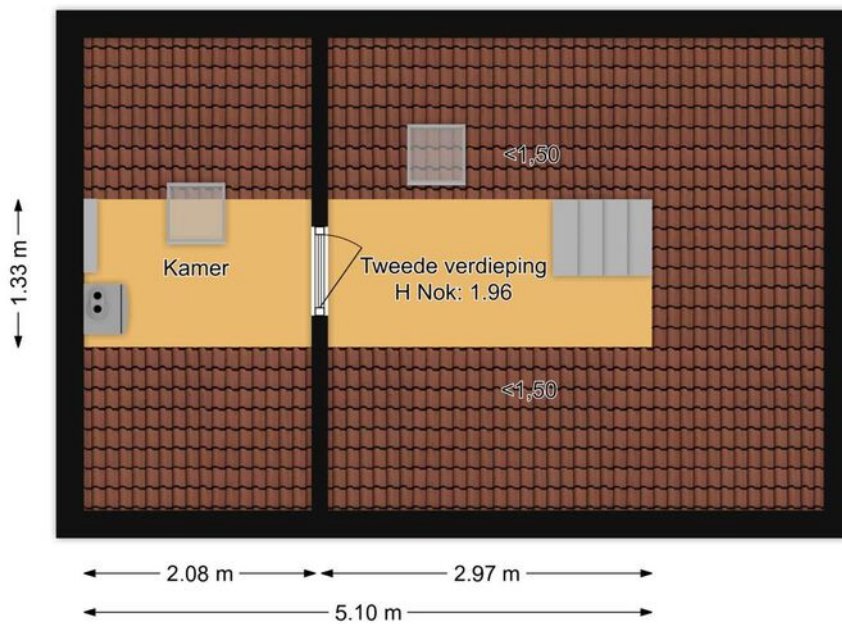 <1,50
Kamer
Tweede verdieping
H Nok: 1.96
1.33 m
<1,50
2.08 m
2.97 m
5.10 m